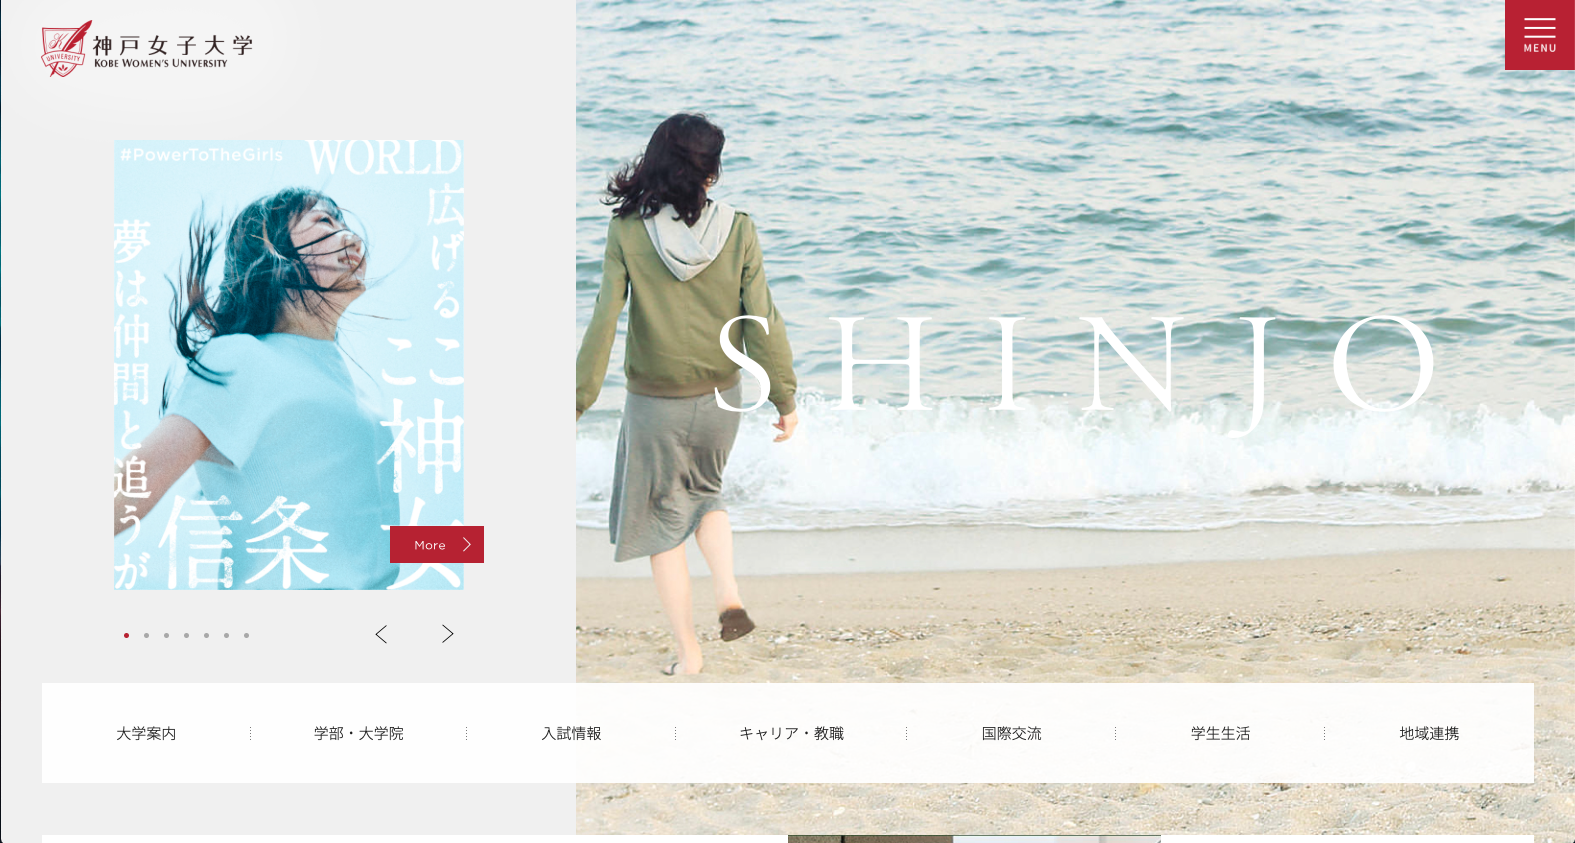 神戸女子大学
KOBE WOMEN'S UNIVERSITY
K
UNIVERSITY
MENU
#PowerToTheGirls
WORLD
広げるここ神女
夢は仲間と追うが
信条
More
SHINJO
大学案内
学部・大学院
入試情報
キャリア・教職
国際交流
学生生活
地域連携